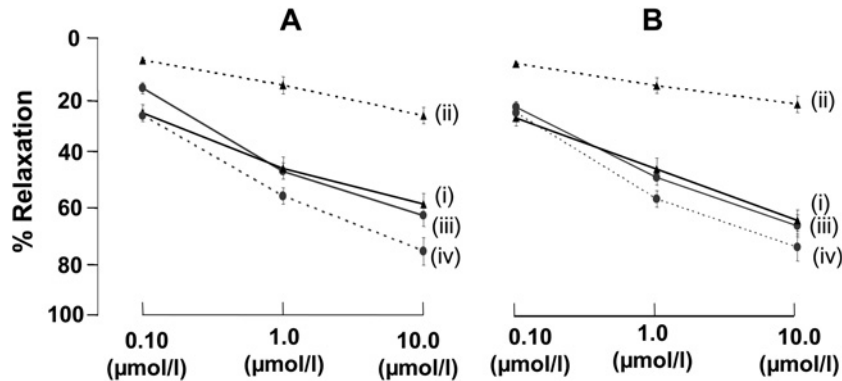 A B
0
20
40
60
80
100
% Relaxation
(ii)
(i)
(iii)
(iv)
(ii)
(i)
(iii)
(iv)
0.10 1.0 10.0 0.10 1.0 10.0
(μmol/l) (μmol/l) (μmol/l) (μmol/l) (μmol/l) (μmol/l)